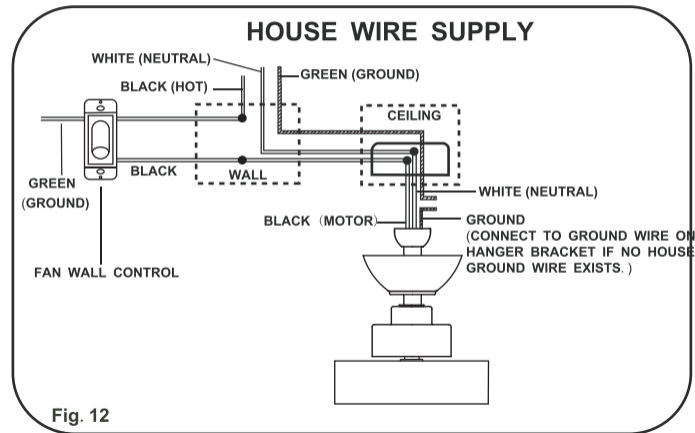 HOUSE WIRE SUPPLY
WHITE (NEUTRAL)
GREEN (GROUND)
BLACK (HOT)
CEILING
BLACK
WALL
GREEN
(GROUND)
WHITE (NEUTRAL)
BLACK (MOTOR)
GROUND
(CONNECT TO GROUND WIRE ON
HANGER BRACKET IF NO HOUSE
GROUND WIRE EXISTS. )
FAN WALL CONTROL
Fig. 12